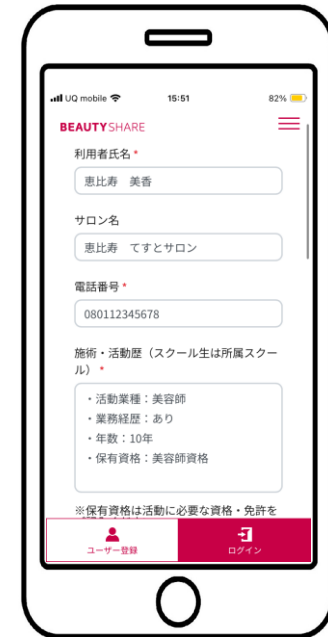 UQ mobile 15:51 82%
BEAUTYSHARE
利用者氏名*
恵比寿 美香
サロン名
恵比寿 てすとサロン
電話番号*
080112345678
施術・活動歴（スクール生は所属スクー
ル）*
・活動業種：美容師
・業務経歴：あり
・年数：10年
・保有資格：美容師資格
※保有資格は活動に必要な資格・免許を
ユーザー登録 ログイン